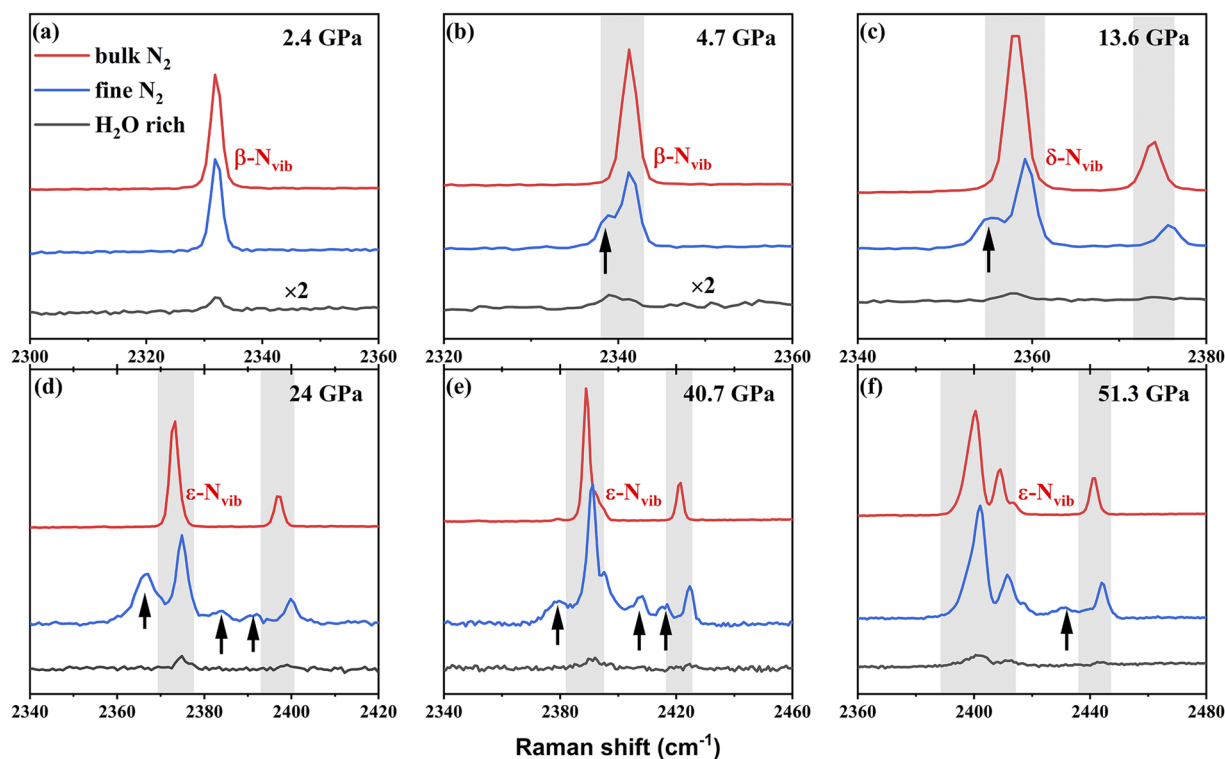 (a) 2.4 GPa
bulk N2
fine N2
H2O rich
β-Nvib
×2
2300 2320 2340 2360
(b) 4.7 GPa
β-Nvib
×2
2320 2340 2360
(c) 13.6 GPa
δ-Nvib
2340 2360 2380
(d) 24 GPa
ε-Nvib
2340 2360 2380 2400 2420
(e) 40.7 GPa
ε-Nvib
2360 2380 2400 2420 2440 2460
(f) 51.3 GPa
ε-Nvib
2360 2400 2440 2480
Raman shift (cm-1)